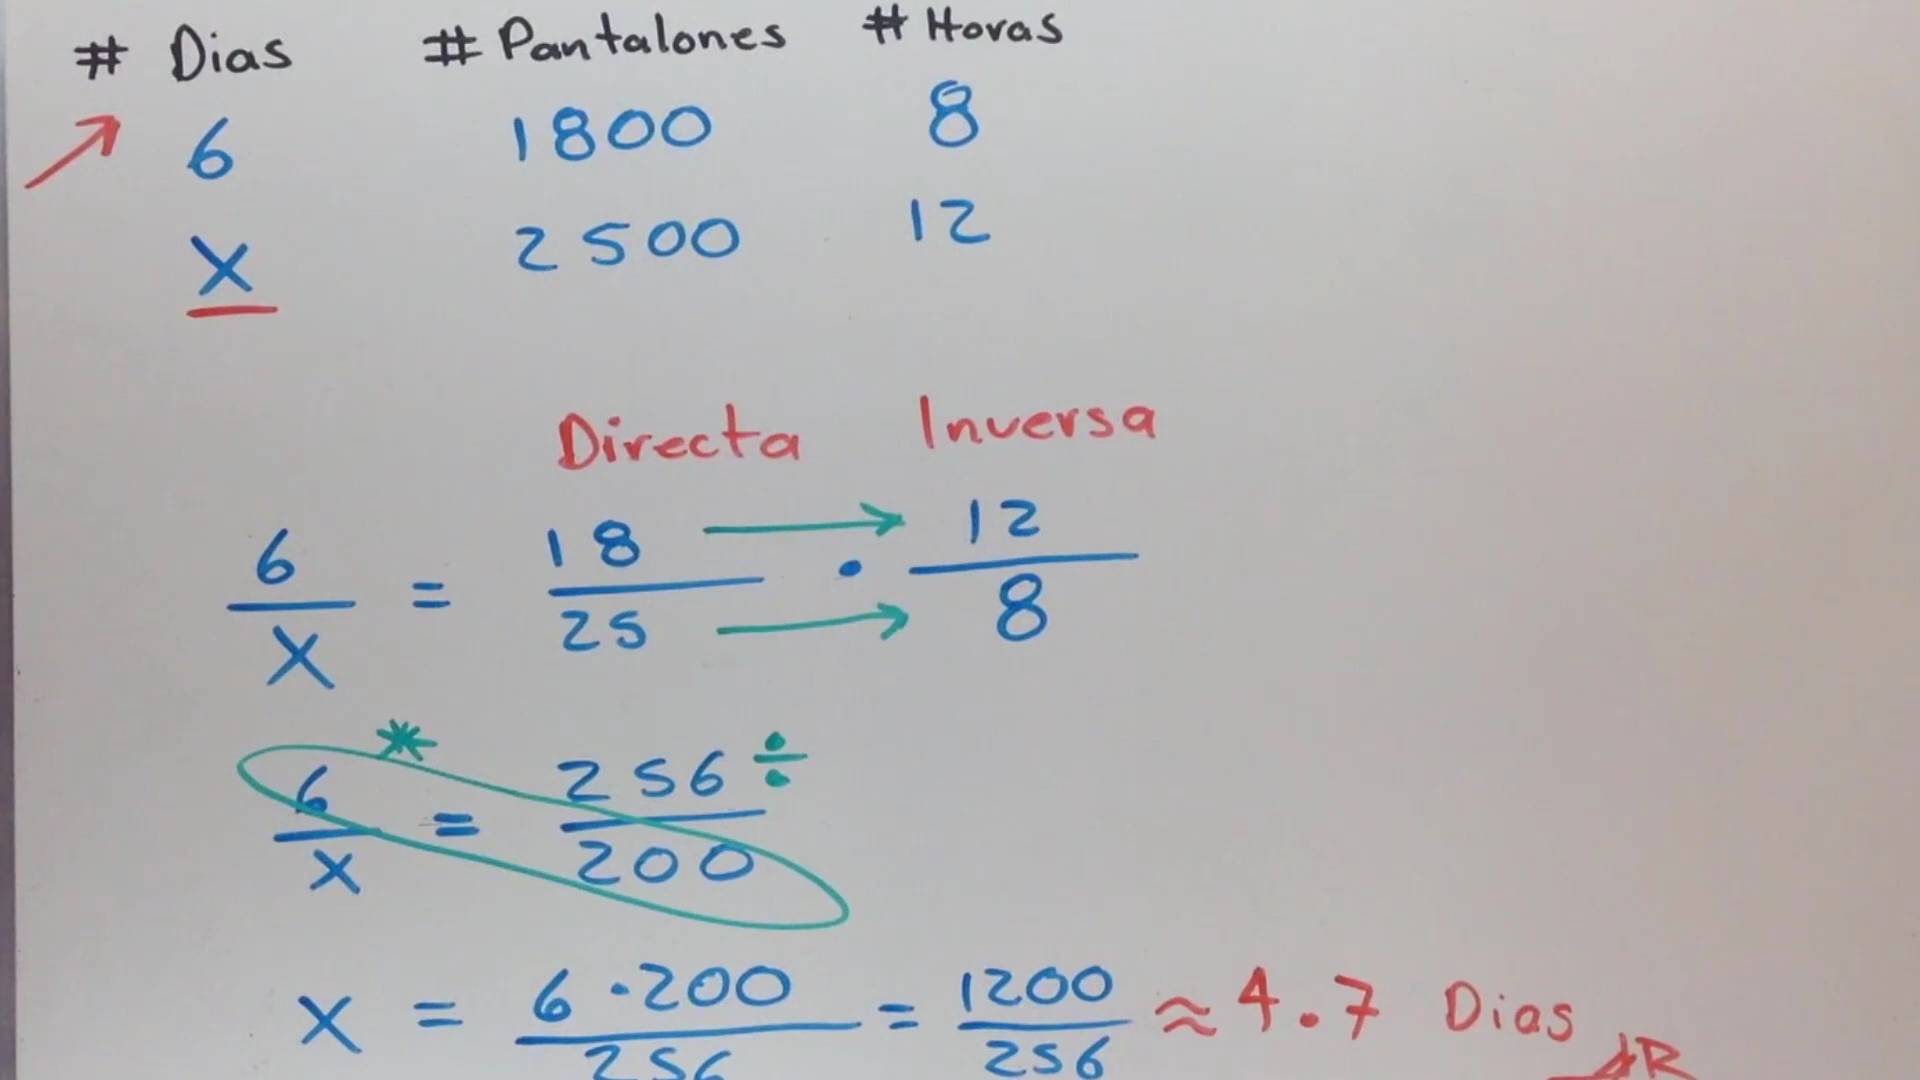 # Dias # Pantalones # Horas
6 1800 8
X 2500 12
Directa Inversa
6/X = 18/25 · 12/8
*
6/X = 256/200 ÷
X = 6·200/256 = 1200/256 ≈ 4.7 Dias